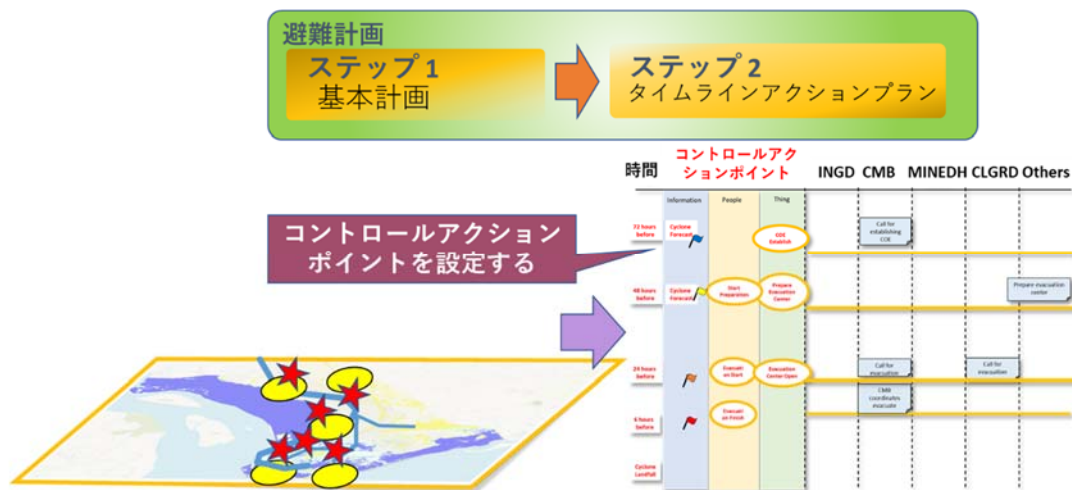 避難計画
ステップ 1
基本計画
ステップ 2
タイムラインアクションプラン
コントロールアクション
ポイントを設定する
時間
コントロールアク
ションポイント
INGD
CMB
MINEDH
CLGRD
Others
Information
People
Thing
72 hours
before
Cyclone
Forecast
COE
Establish
Call for
establishing
COE
48 hours
before
Cyclone
Forecast
Start
Preparation
Prepare
Evacuation
Center
Prepare evacuation
center
24 hours
before
Evacuati
on Start
Evacuation
Center Open
Call for
evacuation
Call for
evacuation
CMB
coordinates
evacuate
6 hours
before
Evacuati
on Finish
Cyclone
Landfall